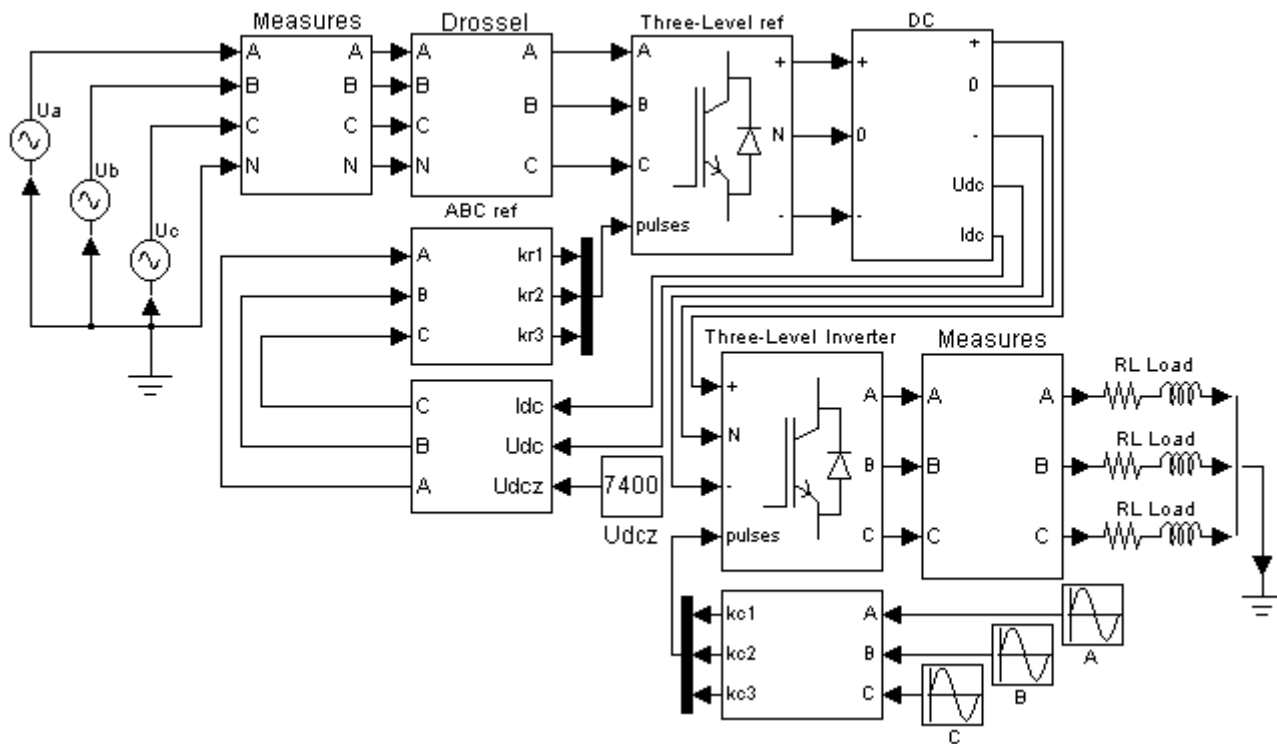 Measures
Drossel
Three-Level ref
DC
A A
B B
C C
N N
A A
B
B
C
C
N
A
B
C
pulses
+
N
-
+
0
-
+
0
-
Udc
Idc
Ua
Ub
Uc
ABC ref
A kr1
B kr2
C kr3
C Idc
B Udc
A Udcz
7400
Udcz
Three-Level Inverter
Measures
+ A
N B
- C
pulses
A A
B B
C C
RL Load
RL Load
RL Load
kc1 A
kc2 B
kc3 C
A
B
C